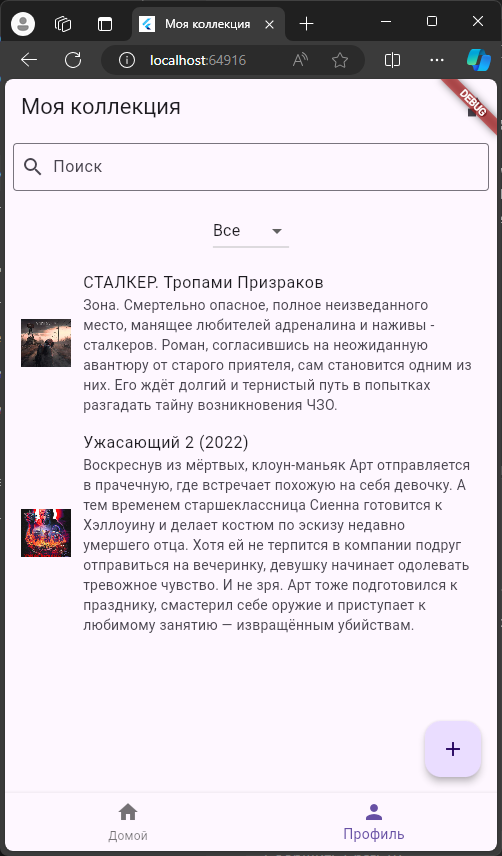 Моя коллекция
localhost:64916
Моя коллекция
DEBUG
Поиск
Все
СТАЛКЕР. Тропами Призраков
Зона. Смертельно опасное, полное неизведанного
место, манящее любителей адреналина и наживы -
сталкеров. Роман, согласившись на неожиданную
авантюру от старого приятеля, сам становится одним из
них. Его ждёт долгий и тернистый путь в попытках
разгадать тайну возникновения ЧЗО.
Ужасающий 2 (2022)
Воскреснув из мёртвых, клоун-маньяк Арт отправляется
в прачечную, где встречает похожую на себя девочку. А
тем временем старшеклассница Сиенна готовится к
Хэллоуину и делает костюм по эскизу недавно
умершего отца. Хотя ей не терпится в компании подруг
отправиться на вечеринку, девушку начинает одолевать
тревожное чувство. И не зря. Арт тоже подготовился к
празднику, смастерил себе оружие и приступает к
любимому занятию — извращённым убийствам.
Домой
Профиль